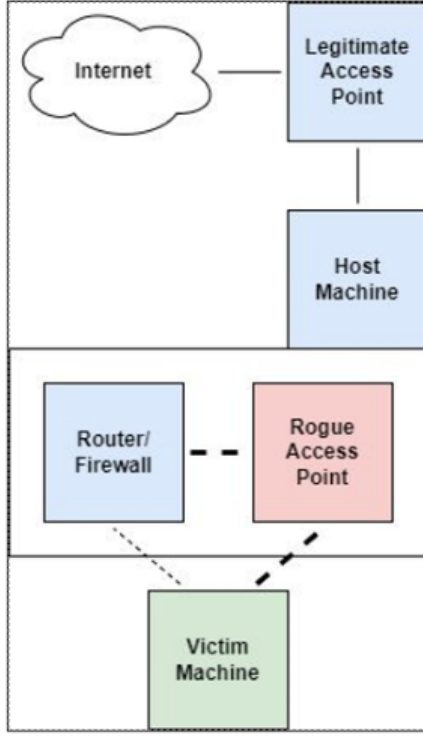 Internet
Legitimate
Access
Point
Host
Machine
Router/
Firewall
Rogue
Access
Point
Victim
Machine